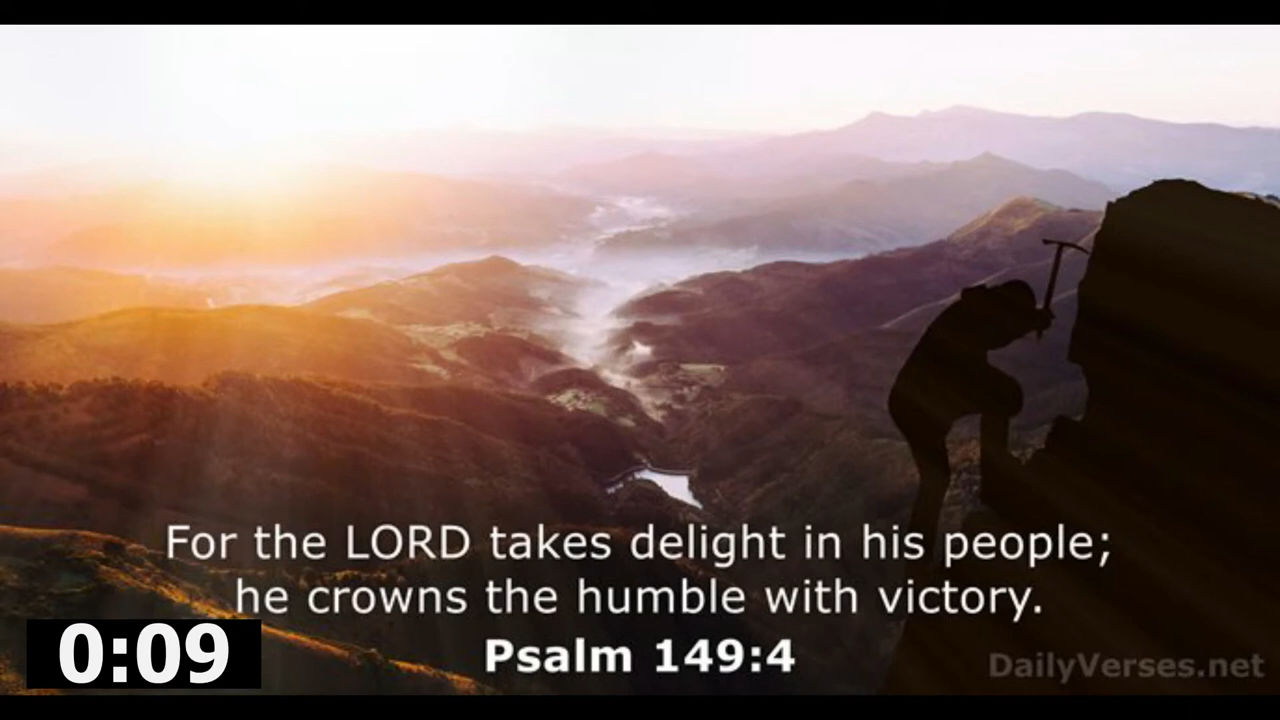 For the LORD takes delight in his people;
he crowns the humble with victory.
0:09
Psalm 149:4
DailyVerses.net